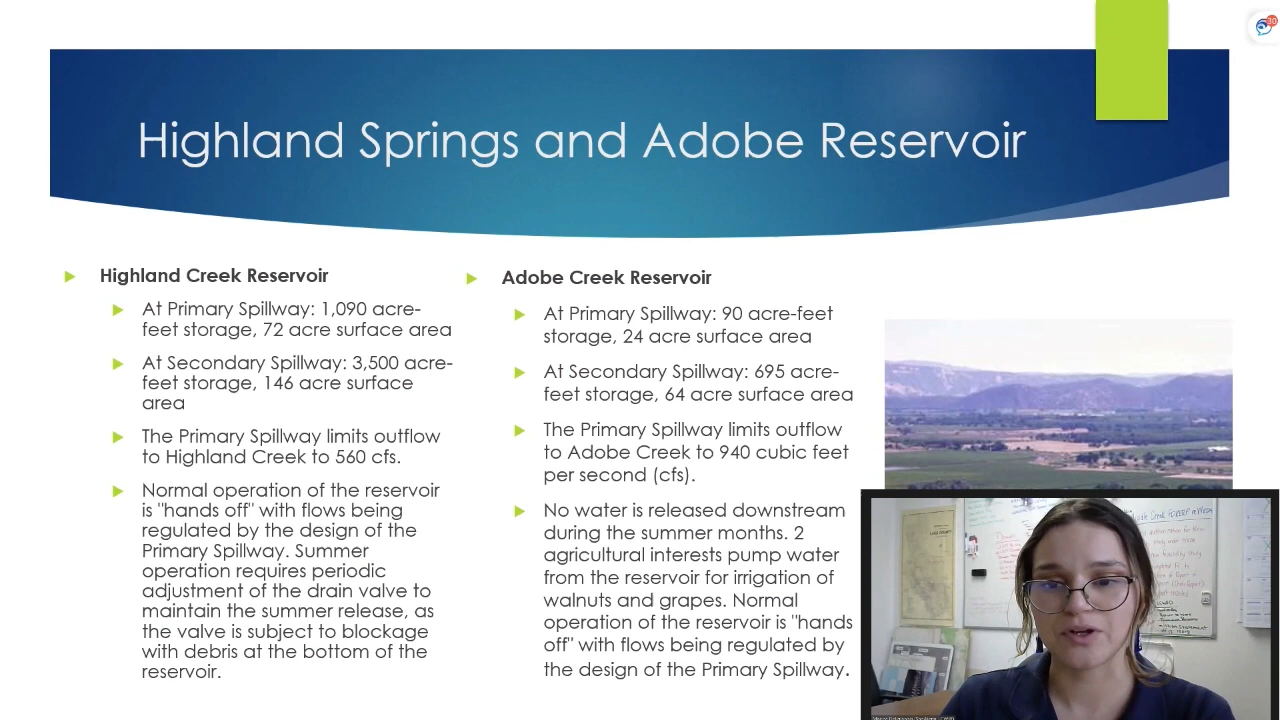 Highland Springs and Adobe Reservoir
Highland Creek Reservoir
At Primary Spillway: 1,090 acre-
feet storage, 72 acre surface area
At Secondary Spillway: 3,500 acre-
feet storage, 146 acre surface
area
The Primary Spillway limits outflow
to Highland Creek to 560 cfs.
Normal operation of the reservoir
is "hands off" with flows being
regulated by the design of the
Primary Spillway. Summer
operation requires periodic
adjustment of the drain valve to
maintain the summer release, as
the valve is subject to blockage
with debris at the bottom of the
reservoir.
Adobe Creek Reservoir
At Primary Spillway: 90 acre-feet
storage, 24 acre surface area
At Secondary Spillway: 695 acre-
feet storage, 64 acre surface area
The Primary Spillway limits outflow
to Adobe Creek to 940 cubic feet
per second (cfs).
No water is released downstream
during the summer months. 2
agricultural interests pump water
from the reservoir for irrigation of
walnuts and grapes. Normal
operation of the reservoir is "hands
off" with flows being regulated by
the design of the Primary Spillway.